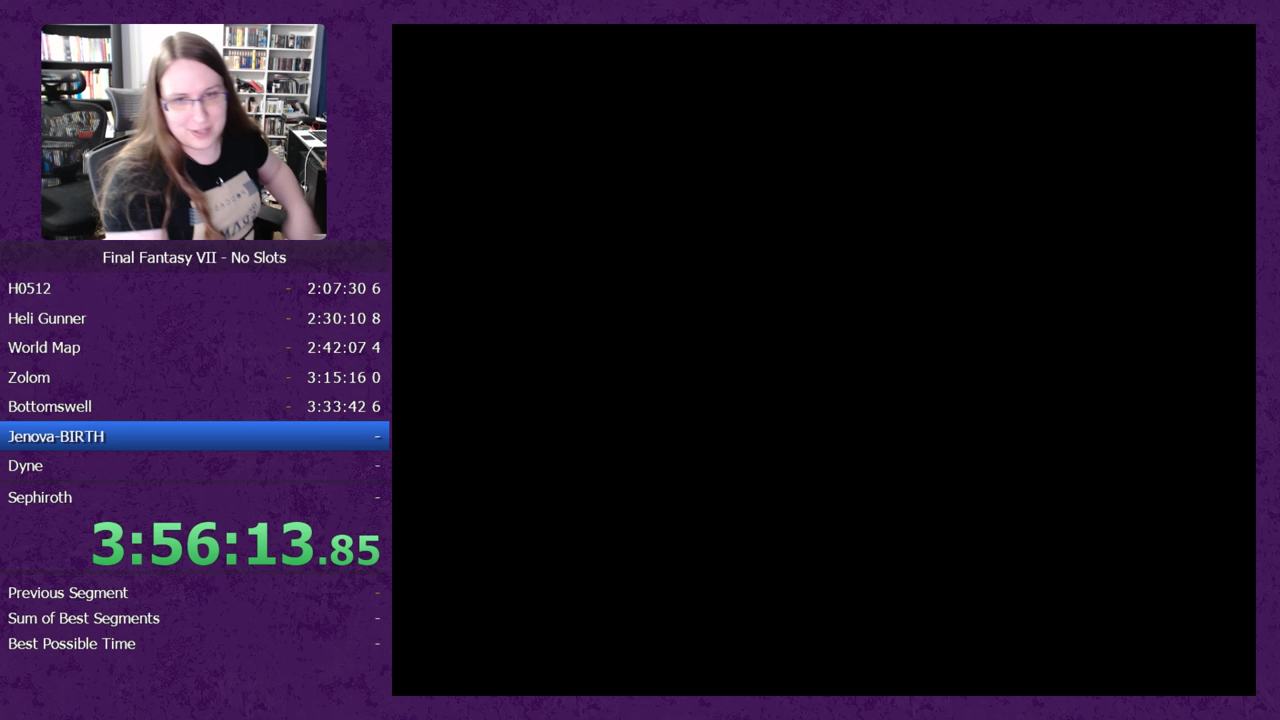 Final Fantasy VII - No Slots
H0512 - 2:07:30 6
Heli Gunner - 2:30:10 8
World Map - 2:42:07 4
Zolom - 3:15:16 0
Bottomswell - 3:33:42 6
Jenova-BIRTH -
Dyne -
Sephiroth -
3:56:13.85
Previous Segment -
Sum of Best Segments -
Best Possible Time -